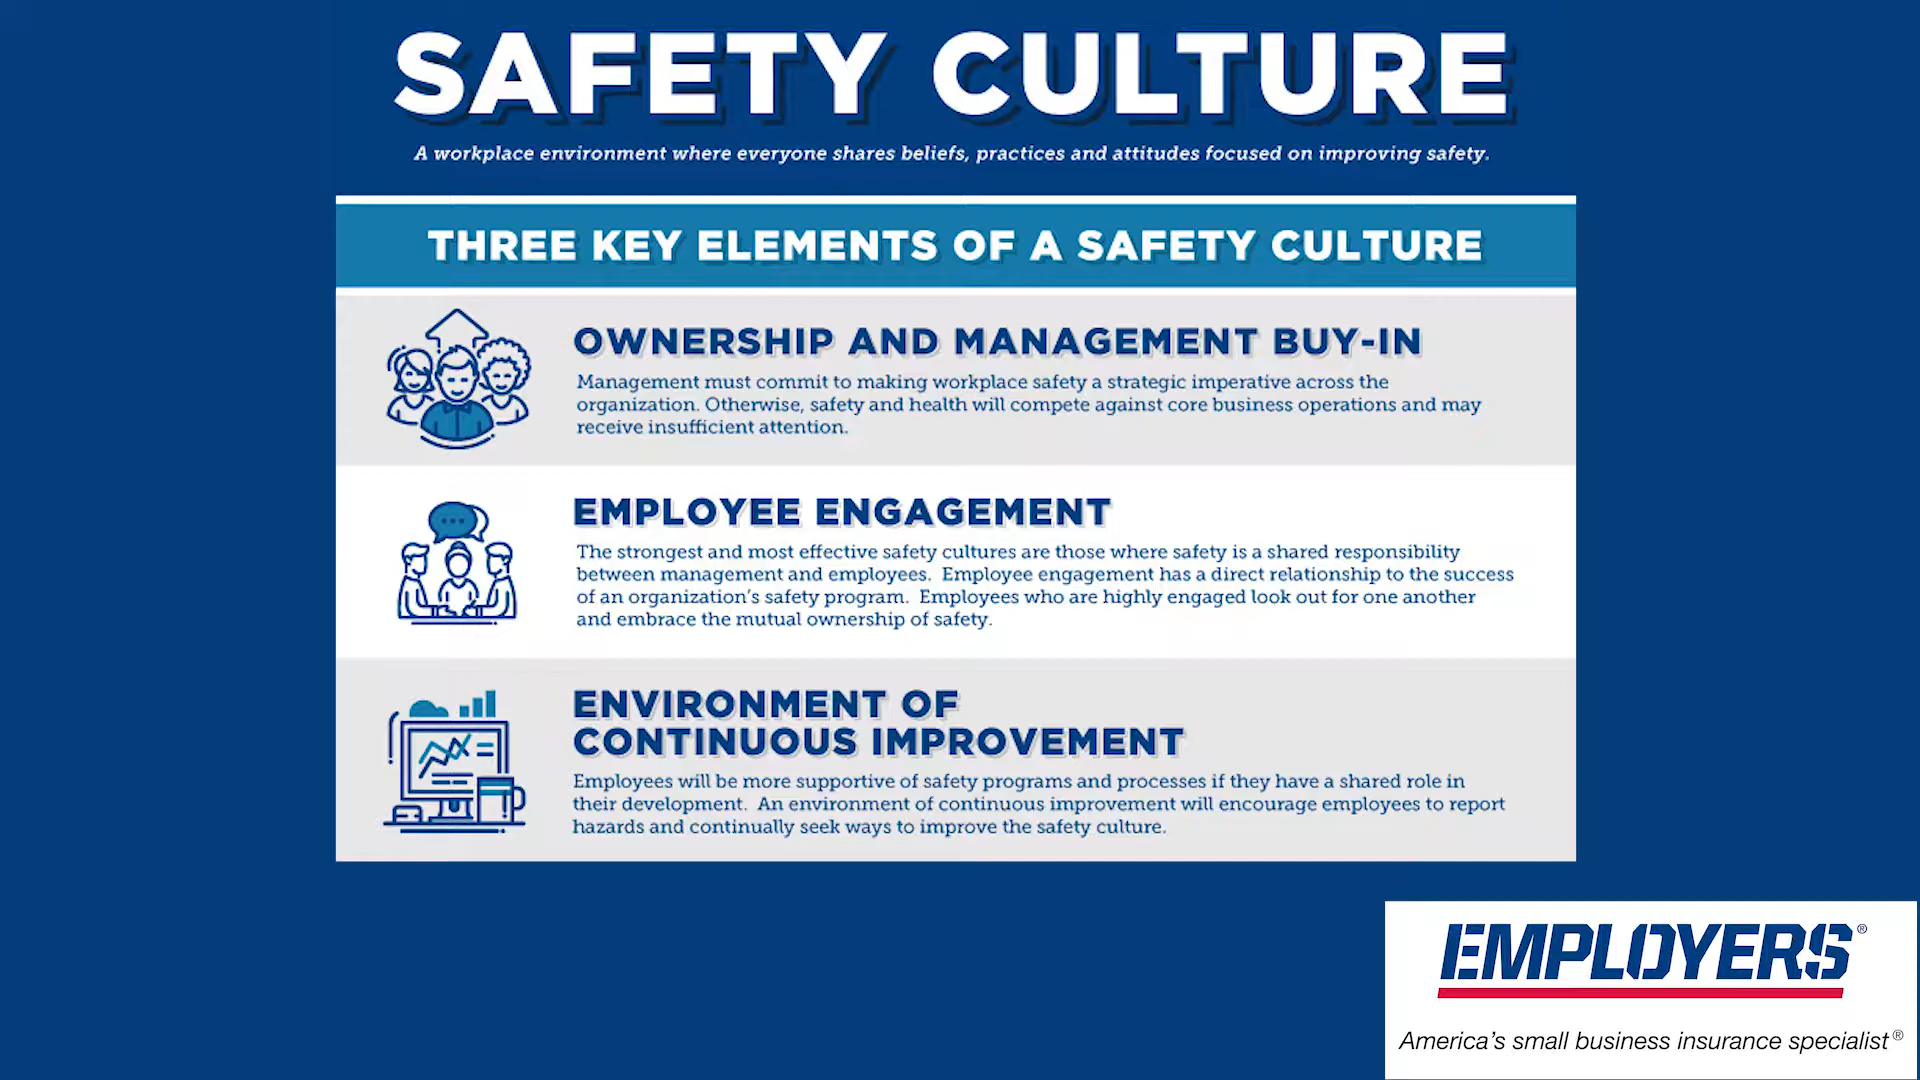 SAFETY CULTURE
A workplace environment where everyone shares beliefs, practices and attitudes focused on improving safety.
THREE KEY ELEMENTS OF A SAFETY CULTURE
OWNERSHIP AND MANAGEMENT BUY-IN
Management must commit to making workplace safety a strategic imperative across the
organization. Otherwise, safety and health will compete against core business operations and may
receive insufficient attention.
EMPLOYEE ENGAGEMENT
The strongest and most effective safety cultures are those where safety is a shared responsibility
between management and employees. Employee engagement has a direct relationship to the success
of an organization's safety program. Employees who are highly engaged look out for one another
and embrace the mutual ownership of safety.
ENVIRONMENT OF
CONTINUOUS IMPROVEMENT
Employees will be more supportive of safety programs and processes if they have a shared role in
their development. An environment of continuous improvement will encourage employees to report
hazards and continually seek ways to improve the safety culture.
EMPLOYERS®
America's small business insurance specialist®